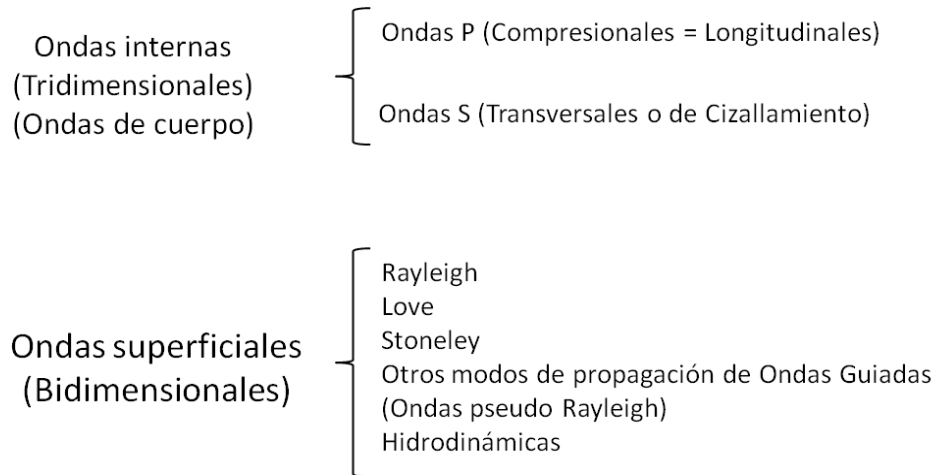 Ondas internas
(Tridimensionales)
(Ondas de cuerpo)
Ondas P (Compresionales = Longitudinales)
Ondas S (Transversales o de Cizallamiento)
Ondas superficiales
(Bidimensionales)
Rayleigh
Love
Stoneley
Otros modos de propagación de Ondas Guiadas
(Ondas pseudo Rayleigh)
Hidrodinámicas